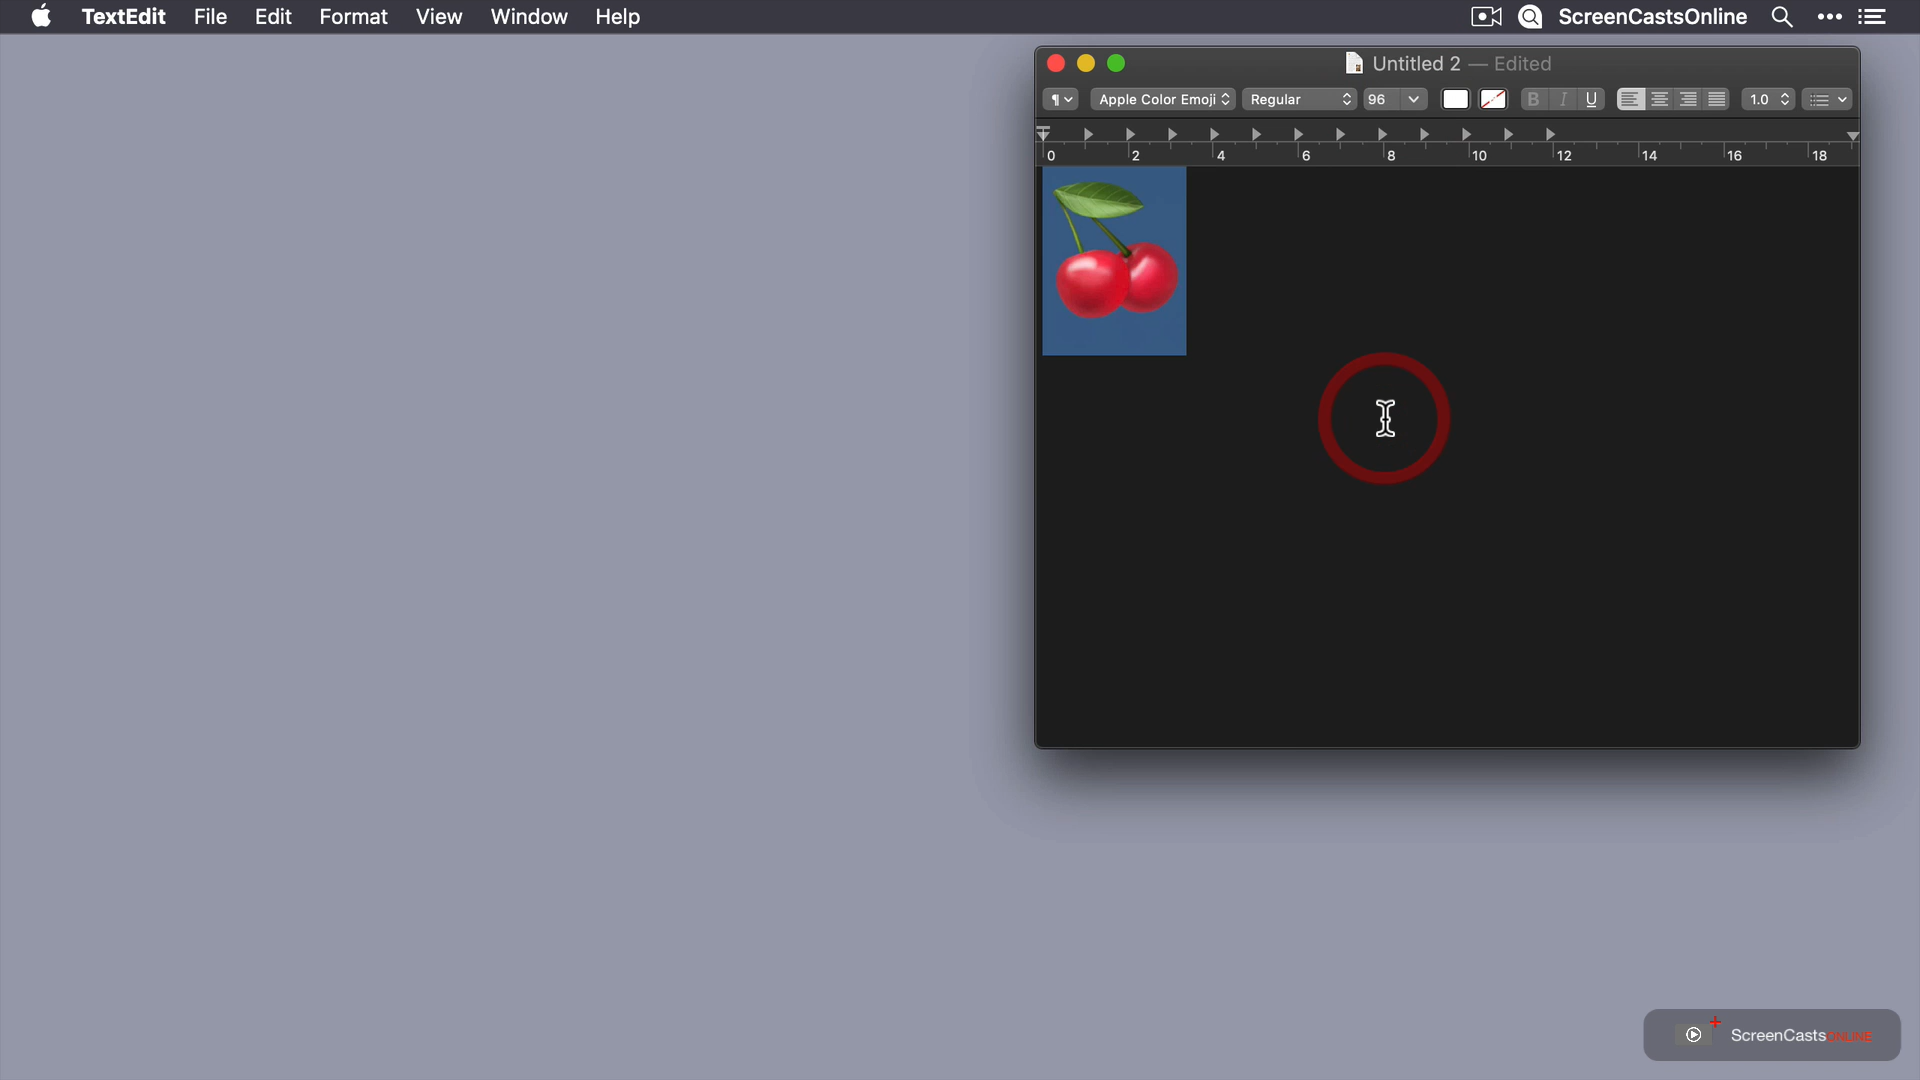 TextEdit File Edit Format View Window Help ScreenCastsOnline
Untitled 2 — Edited
¶ Apple Color Emoji Regular 96 B I U 1.0
0 2 4 6 8 10 12 14 16 18
ScreenCastsONLINE